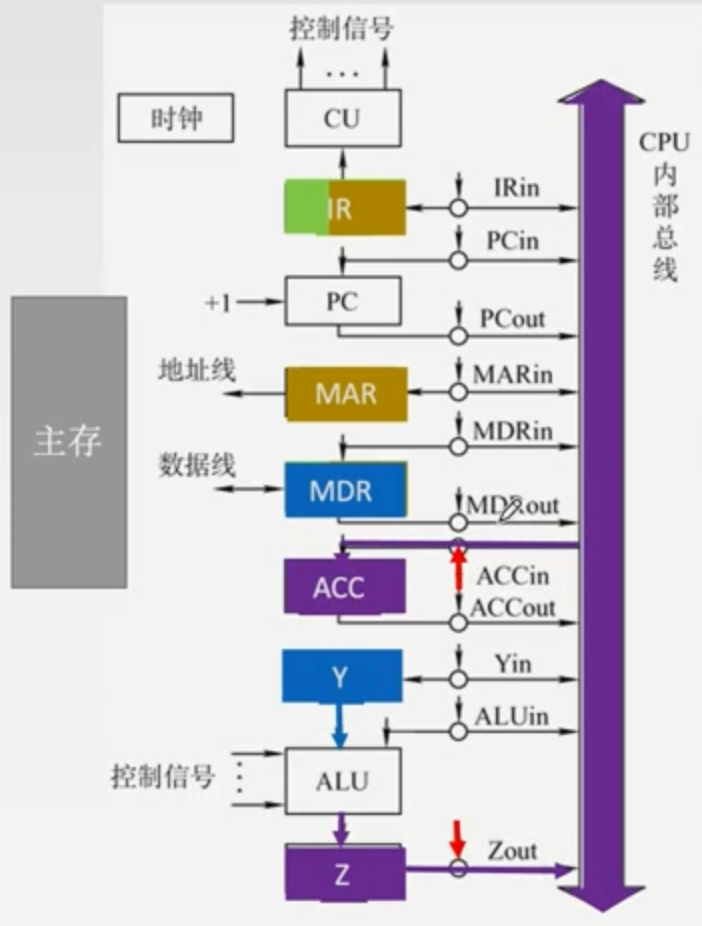 控制信号
...
时钟
CU
CPU
内
部
总
线
IR
IRin
PCin
+1
PC
PCout
地址线
MAR
MARin
MDRin
主存
数据线
MDR
MDRout
ACC
ACCin
ACCout
Y
Yin
ALUin
控制信号
ALU
Zout
Z